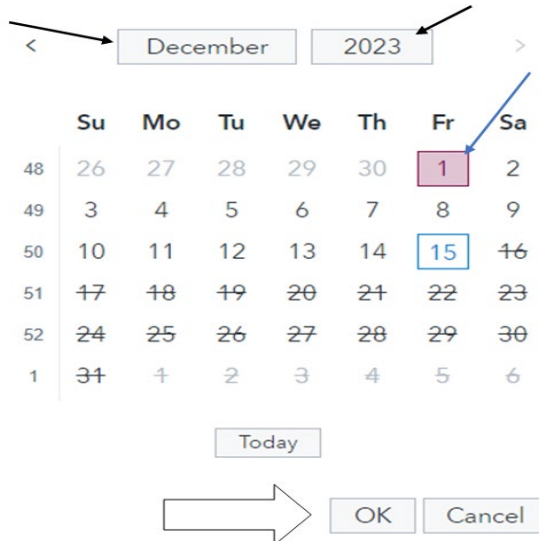 < December 2023 >
Su Mo Tu We Th Fr Sa
48 26 27 28 29 30 1 2
49 3 4 5 6 7 8 9
50 10 11 12 13 14 15 16
51 17 18 19 20 21 22 23
52 24 25 26 27 28 29 30
1 31 1 2 3 4 5 6
Today
OK Cancel